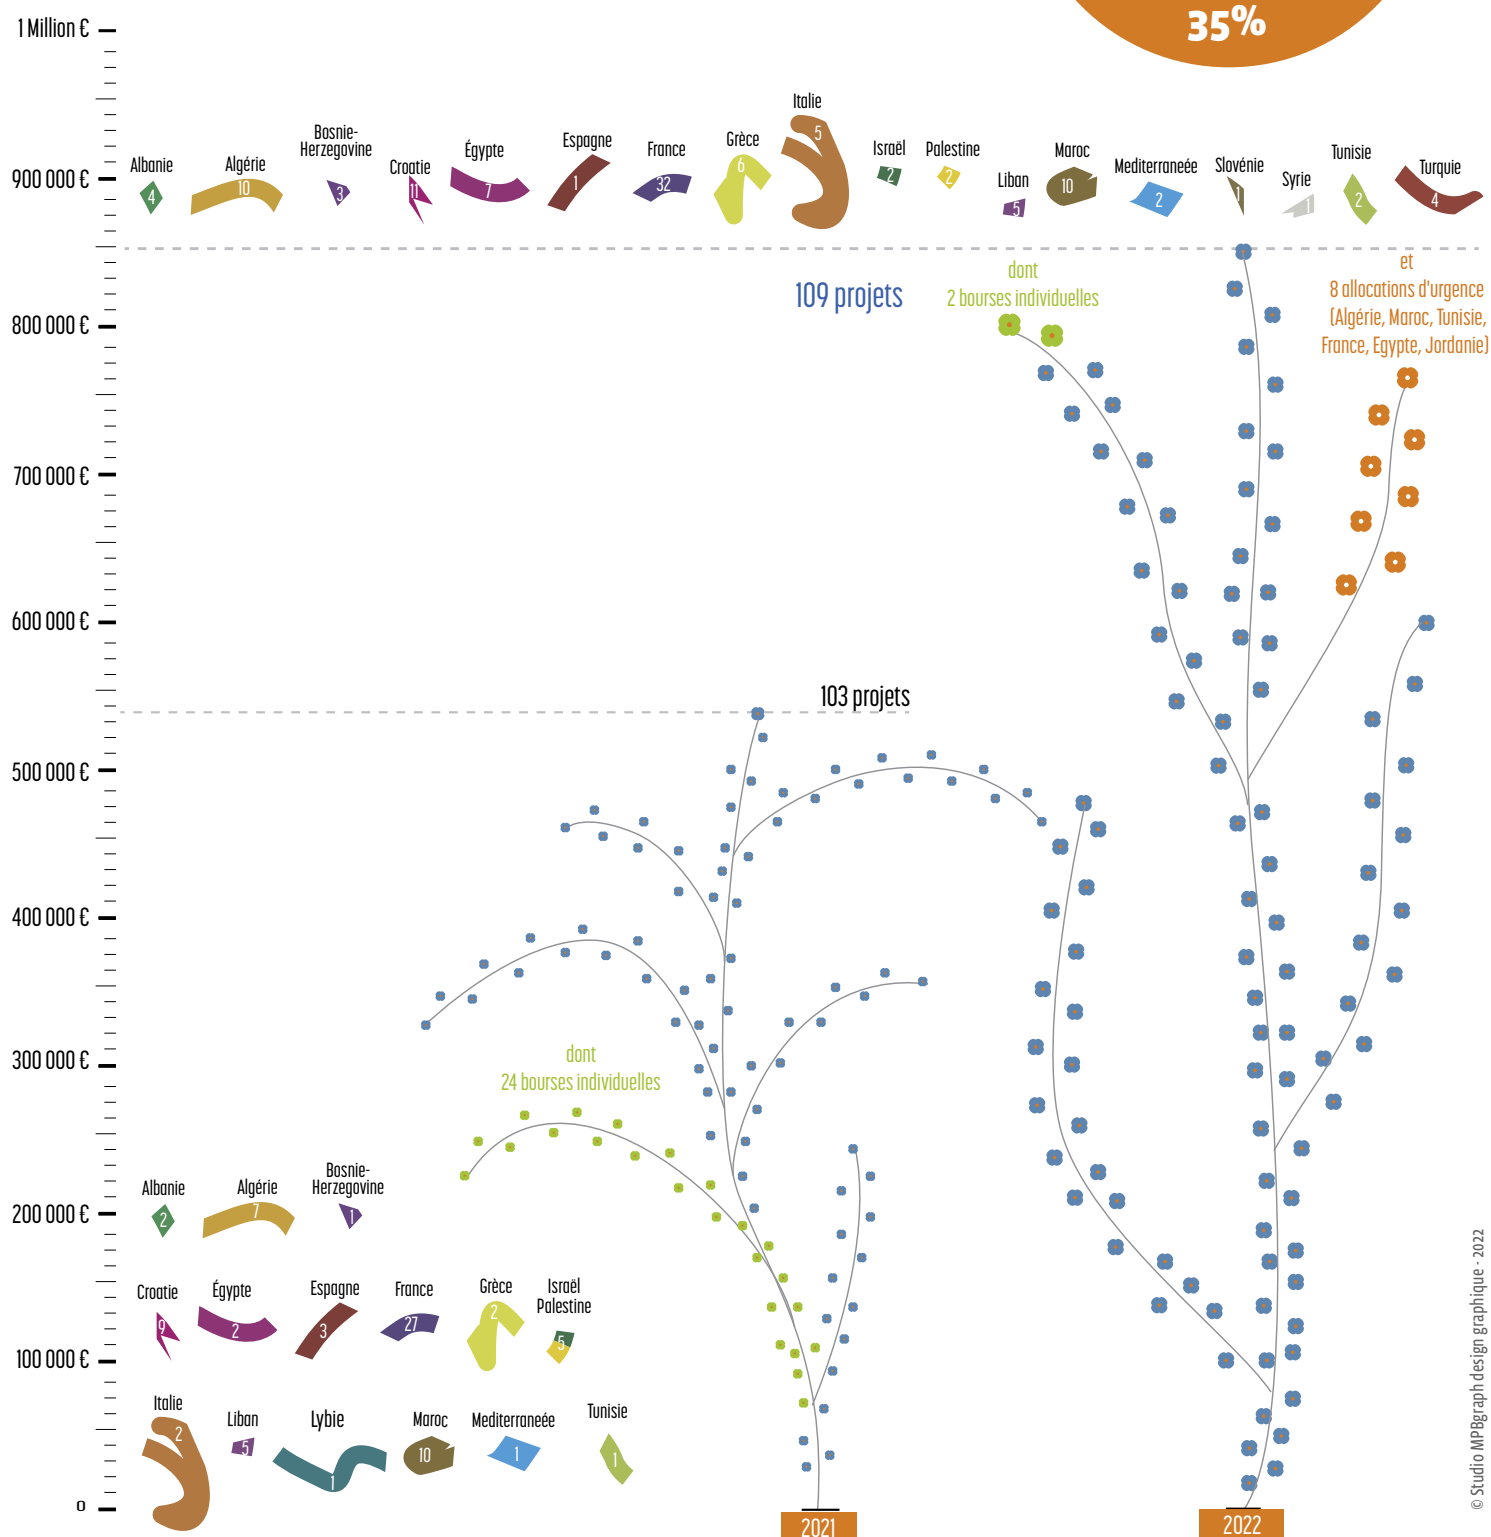 35%
1 Million €
900 000 €
800 000 €
700 000 €
600 000 €
500 000 €
400 000 €
300 000 €
200 000 €
100 000 €
0
Albanie
4
Algérie
10
Bosnie-
Herzegovine
3
Croatie
11
Égypte
7
Espagne
1
France
32
Grèce
6
Italie
5
Israël
2
Palestine
2
Liban
5
Maroc
10
Mediterraneée
2
Slovénie
1
Syrie
1
Tunisie
2
Turquie
4
109 projets
dont
2 bourses individuelles
et
8 allocations d'urgence
(Algérie, Maroc, Tunisie,
France, Egypte, Jordanie)
103 projets
dont
24 bourses individuelles
Albanie
2
Algérie
7
Bosnie-
Herzegovine
1
Croatie
9
Égypte
2
Espagne
3
France
27
Grèce
2
Israël
Palestine
5
Italie
2
Liban
5
Lybie
1
Maroc
10
Mediterraneée
1
Tunisie
1
2021
2022
© Studio MPBgraph design graphique - 2022